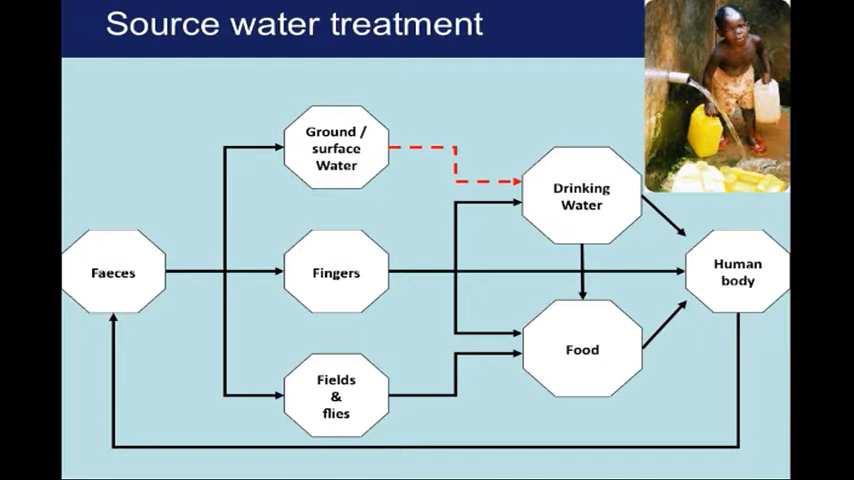 Source water treatment
Ground /
surface
Water
Drinking
Water
Faeces
Fingers
Human
body
Food
Fields
&
flies